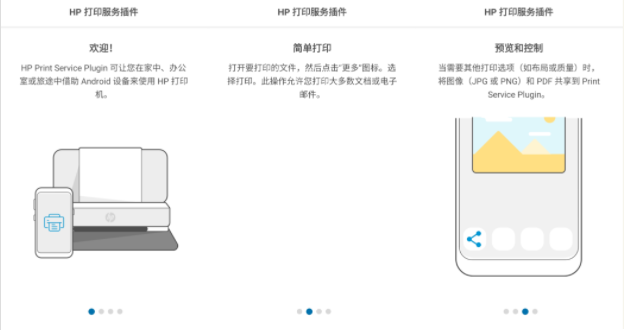 HP 打印服务插件
欢迎！
HP Print Service Plugin 可让您在家中、办公
室或旅途中借助 Android 设备来使用 HP 打印
机。
HP 打印服务插件
简单打印
打开要打印的文件，然后点击“更多”图标。选
择打印。此操作允许您打印大多数文档或电子
邮件。
HP 打印服务插件
预览和控制
当需要其他打印选项（如布局或质量）时，
将图像（JPG 或 PNG）和 PDF 共享到 Print
Service Plugin。